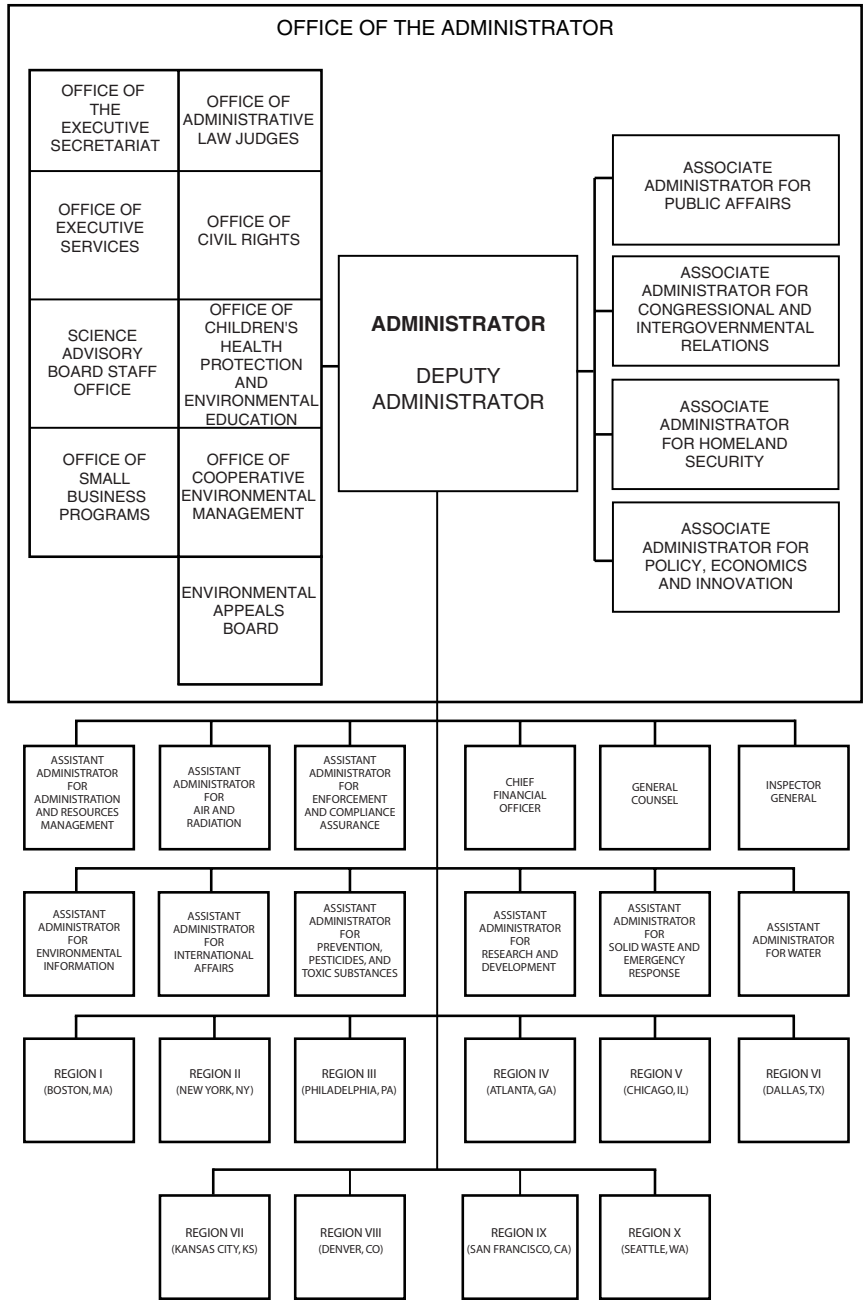 OFFICE OF THE ADMINISTRATOR
OFFICE OF
THE
EXECUTIVE
SECRETARIAT
OFFICE OF
ADMINISTRATIVE
LAW JUDGES
OFFICE OF
EXECUTIVE
SERVICES
OFFICE OF
CIVIL RIGHTS
SCIENCE
ADVISORY
BOARD STAFF
OFFICE
OFFICE OF
CHILDREN'S
HEALTH
PROTECTION
AND
ENVIRONMENTAL
EDUCATION
OFFICE OF
SMALL
BUSINESS
PROGRAMS
OFFICE OF
COOPERATIVE
ENVIRONMENTAL
MANAGEMENT
ENVIRONMENTAL
APPEALS
BOARD
ADMINISTRATOR
DEPUTY
ADMINISTRATOR
ASSOCIATE
ADMINISTRATOR FOR
PUBLIC AFFAIRS
ASSOCIATE
ADMINISTRATOR FOR
CONGRESSIONAL AND
INTERGOVERNMENTAL
RELATIONS
ASSOCIATE
ADMINISTRATOR
FOR HOMELAND
SECURITY
ASSOCIATE
ADMINISTRATOR FOR
POLICY, ECONOMICS
AND INNOVATION
ASSISTANT
ADMINISTRATOR
FOR
ADMINISTRATION
AND RESOURCES
MANAGEMENT
ASSISTANT
ADMINISTRATOR
FOR
AIR AND
RADIATION
ASSISTANT
ADMINISTRATOR
FOR
ENFORCEMENT
AND COMPLIANCE
ASSURANCE
CHIEF
FINANCIAL
OFFICER
GENERAL
COUNSEL
INSPECTOR
GENERAL
ASSISTANT
ADMINISTRATOR
FOR
ENVIRONMENTAL
INFORMATION
ASSISTANT
ADMINISTRATOR
FOR
INTERNATIONAL
AFFAIRS
ASSISTANT
ADMINISTRATOR
FOR
PREVENTION,
PESTICIDES, AND
TOXIC SUBSTANCES
ASSISTANT
ADMINISTRATOR
FOR
RESEARCH AND
DEVELOPMENT
ASSISTANT
ADMINISTRATOR
FOR
SOLID WASTE AND
EMERGENCY
RESPONSE
ASSISTANT
ADMINISTRATOR
FOR WATER
REGION I
(BOSTON, MA)
REGION II
(NEW YORK, NY)
REGION III
(PHILADELPHIA, PA)
REGION IV
(ATLANTA, GA)
REGION V
(CHICAGO, IL)
REGION VI
(DALLAS, TX)
REGION VII
(KANSAS CITY, KS)
REGION VIII
(DENVER, CO)
REGION IX
(SAN FRANCISCO, CA)
REGION X
(SEATTLE, WA)